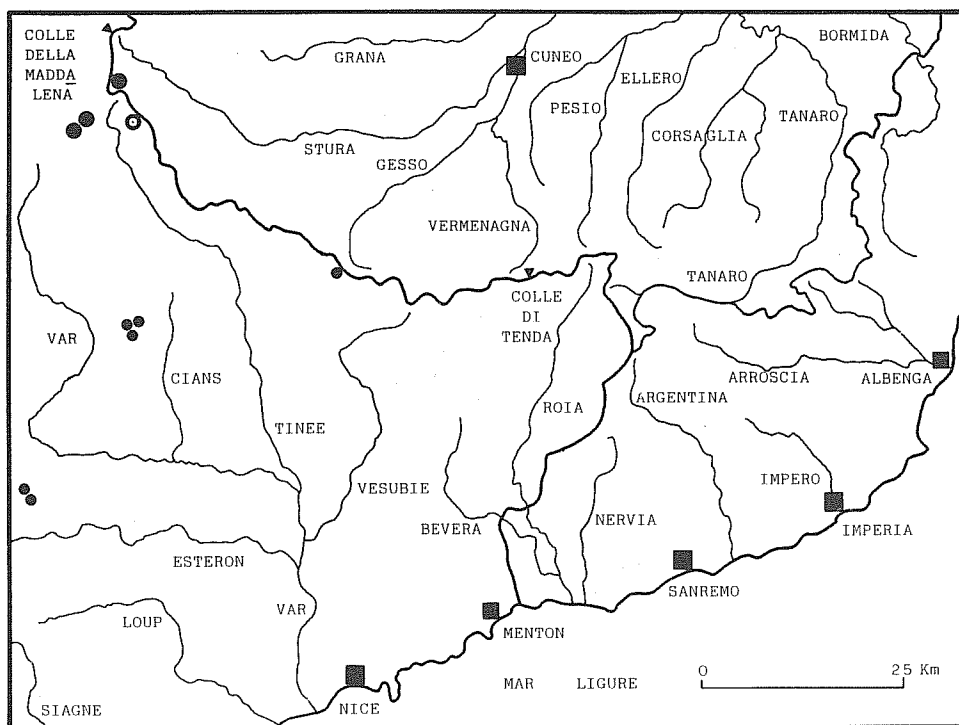 COLLE
DELLA
MADDA
LENA
GRANA
CUNEO
BORMIDA
ELLERO
PESIO
TANARO
CORSAGLIA
STURA
GESSO
VERMENAGNA
TANARO
COLLE
DI
TENDA
VAR
CIANS
ARROSCIA
ALBENGA
ARGENTINA
ROIA
TINEE
IMPERO
VESUBIE
NERVIA
BEVERA
IMPERIA
ESTERON
SANREMO
VAR
LOUP
MENTON
0 25 Km
MAR LIGURE
SIAGNE
NICE